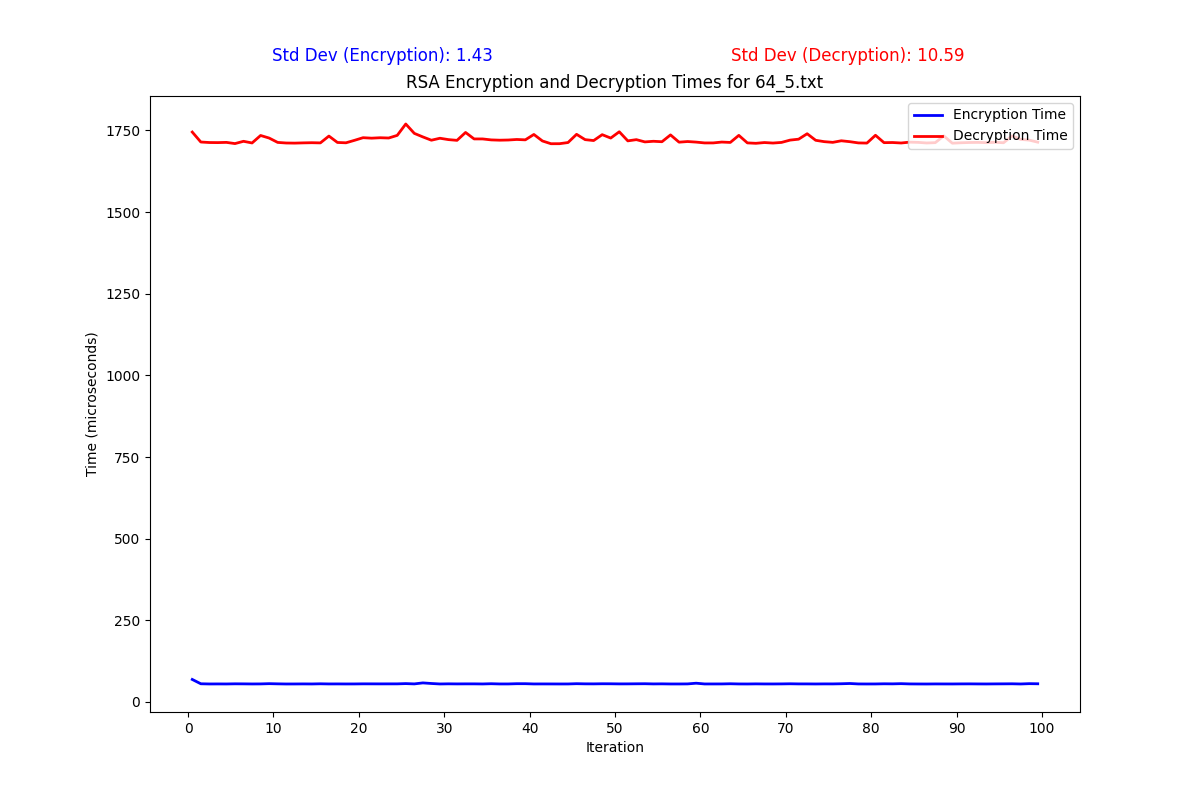 Std Dev (Encryption): 1.43
Std Dev (Decryption): 10.59
RSA Encryption and Decryption Times for 64_5.txt
Encryption Time
Decryption Time
1750
1500
1250
1000
750
500
250
0
Time (microseconds)
0 10 20 30 40 50 60 70 80 90 100
Iteration